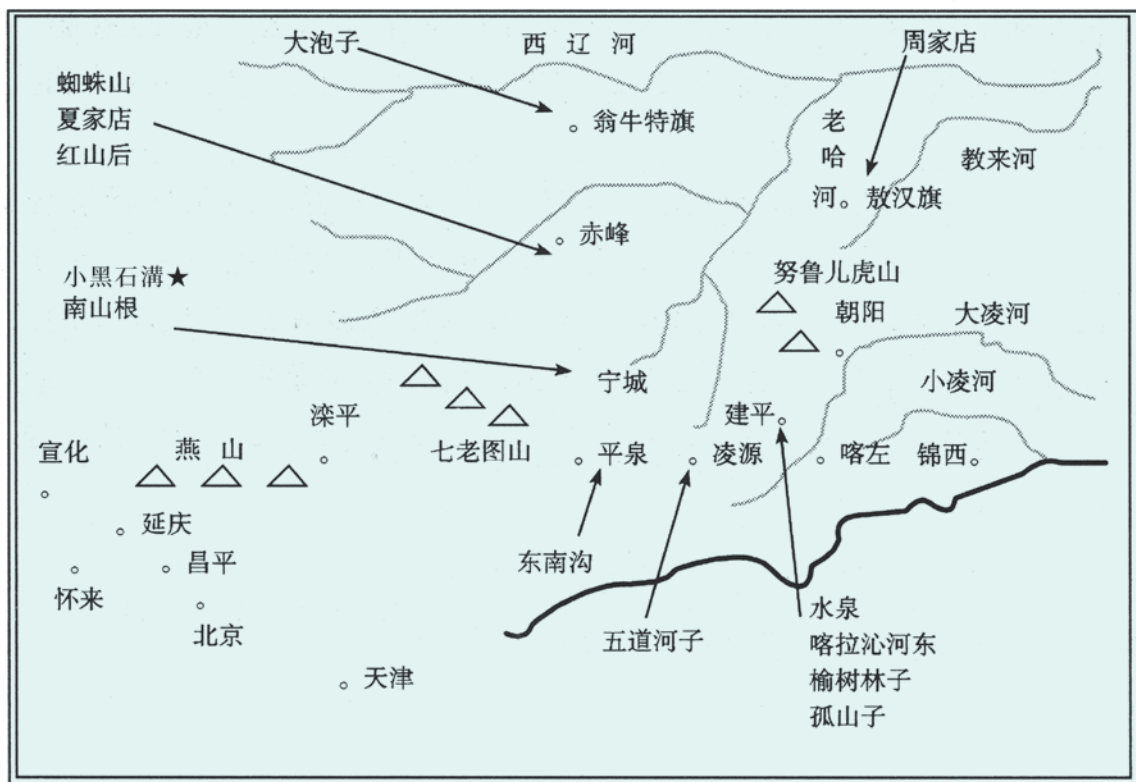 大泡子
西辽河
周家店
蜘蛛山
夏家店
红山后
翁牛特旗
老哈河
教来河
敖汉旗
赤峰
小黑石溝★
南山根
努鲁儿虎山
朝阳
大凌河
宁城
小凌河
滦平
建平
宣化
燕山
七老图山
平泉
凌源
喀左
锦西
延庆
东南沟
昌平
怀来
北京
五道河子
水泉
喀拉沁河东
榆树林子
孤山子
天津